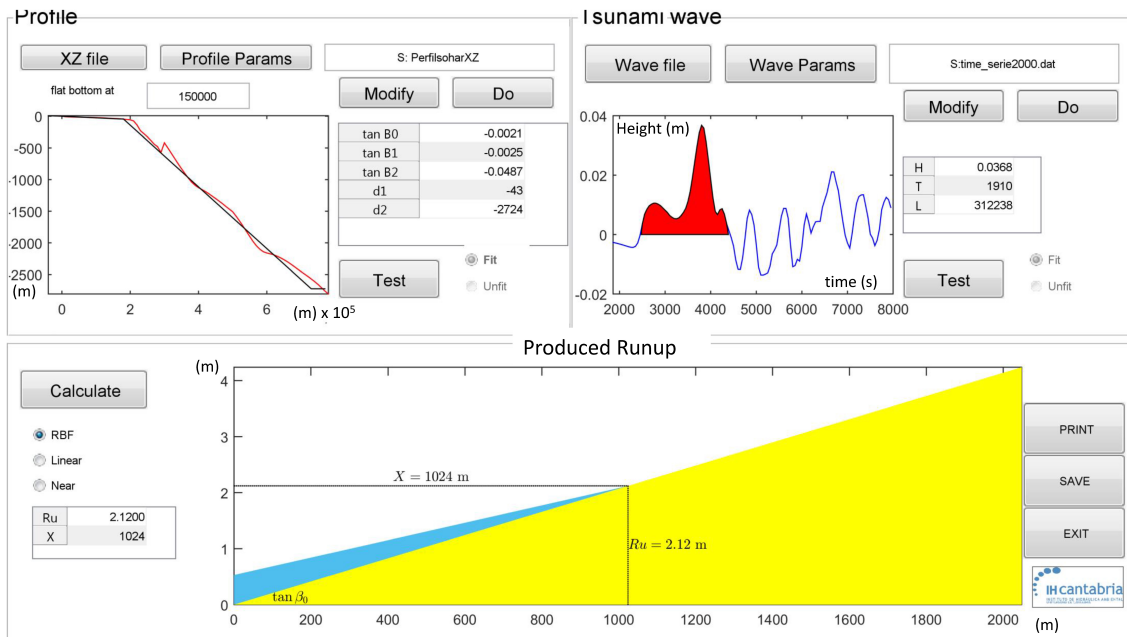 Profile
XZ file
Profile Params
S: PerfilsoharXZ
flat bottom at
150000
Modify
Do
tan B0 -0.0021
tan B1 -0.0025
tan B2 -0.0487
d1 -43
d2 -2724
Test
Fit
Unfit
0
-500
-1000
-1500
-2000
-2500
(m)
0 2 4 6
(m) x 10⁵
Tsunami wave
Wave file
Wave Params
S:time_serie2000.dat
Modify
Do
Height (m)
0.04
0.02
0
-0.02
time (s)
2000 3000 4000 5000 6000 7000 8000
H 0.0368
T 1910
L 312238
Test
Fit
Unfit
Produced Runup
Calculate
RBF
Linear
Near
Ru 2.1200
X 1024
(m)
4
3
2
1
0
X = 1024 m
Ru = 2.12 m
tan β₀
0 200 400 600 800 1000 1200 1400 1600 1800 2000
(m)
PRINT
SAVE
EXIT
IHcantabria